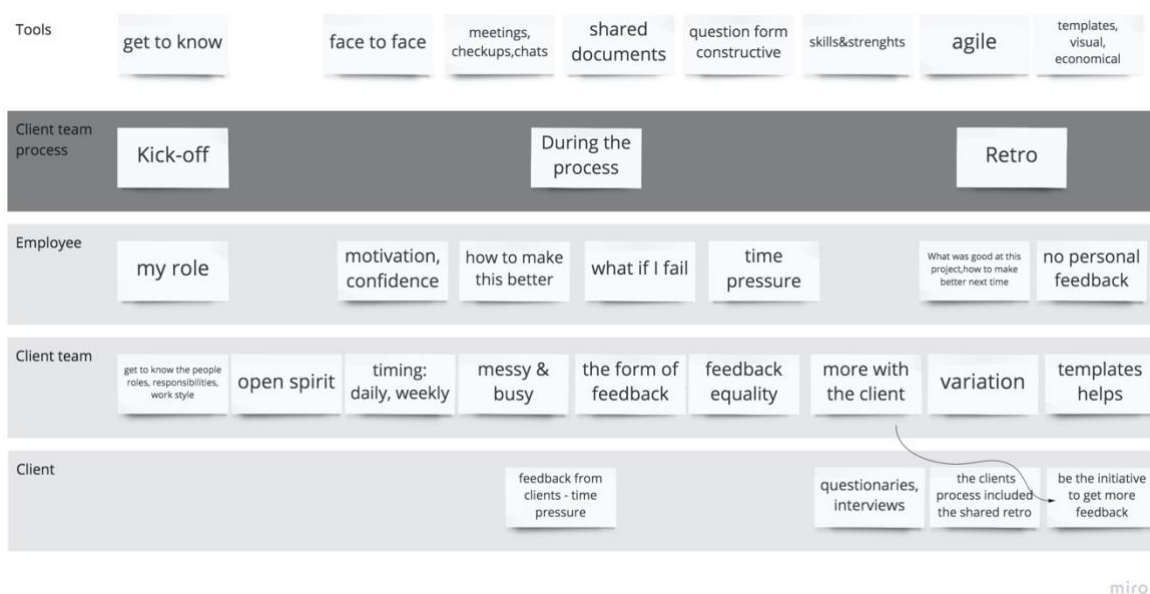 Tools
get to know
face to face
meetings,
checkups,chats
shared
documents
question form
constructive
skills&strenghts
agile
templates,
visual,
economical
Client team
process
Kick-off
During the
process
Retro
Employee
my role
motivation,
confidence
how to make
this better
what if I fail
time
pressure
What was good at this
project,how to make
better next time
no personal
feedback
Client team
get to know the people
roles, responsibilities,
work style
open spirit
timing:
daily, weekly
messy &
busy
the form of
feedback
feedback
equality
more with
the client
variation
templates
helps
Client
feedback from
clients - time
pressure
questionaries,
interviews
the clients
process included
the shared retro
be the initiative
to get more
feedback
miro